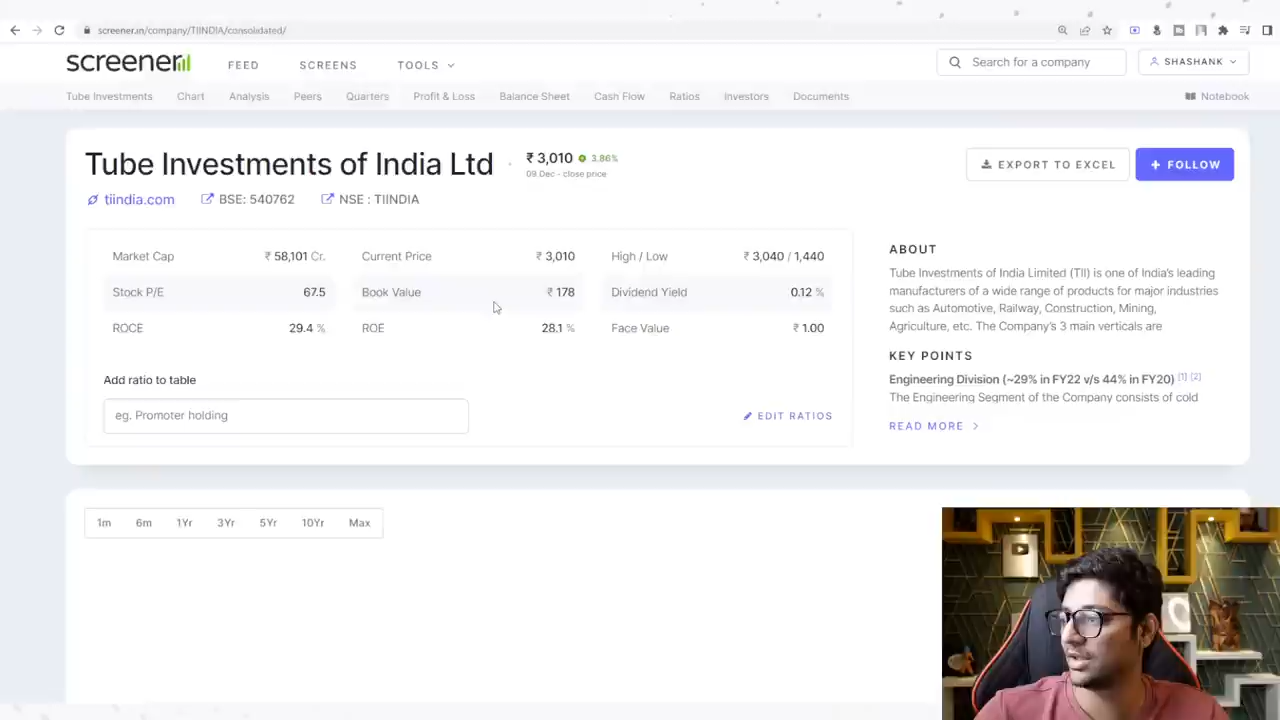 screener.in/company/TIINDIA/consolidated/
screener
FEED
SCREENS
TOOLS
Search for a company
SHASHANK
Tube Investments
Chart
Analysis
Peers
Quarters
Profit & Loss
Balance Sheet
Cash Flow
Ratios
Investors
Documents
Notebook
Tube Investments of India Ltd
₹ 3,010 3.86%
09 Dec - close price
EXPORT TO EXCEL
+ FOLLOW
tiindia.com
BSE: 540762
NSE : TIINDIA
Market Cap ₹ 58,101 Cr.
Current Price ₹ 3,010
High / Low ₹ 3,040 / 1,440
Stock P/E 67.5
Book Value ₹ 178
Dividend Yield 0.12 %
ROCE 29.4 %
ROE 28.1 %
Face Value ₹ 1.00
Add ratio to table
eg. Promoter holding
EDIT RATIOS
ABOUT
Tube Investments of India Limited (TII) is one of India's leading
manufacturers of a wide range of products for major industries
such as Automotive, Railway, Construction, Mining,
Agriculture, etc. The Company's 3 main verticals are
KEY POINTS
Engineering Division (~29% in FY22 v/s 44% in FY20) [1] [2]
The Engineering Segment of the Company consists of cold
READ MORE >
1m
6m
1Yr
3Yr
5Yr
10Yr
Max